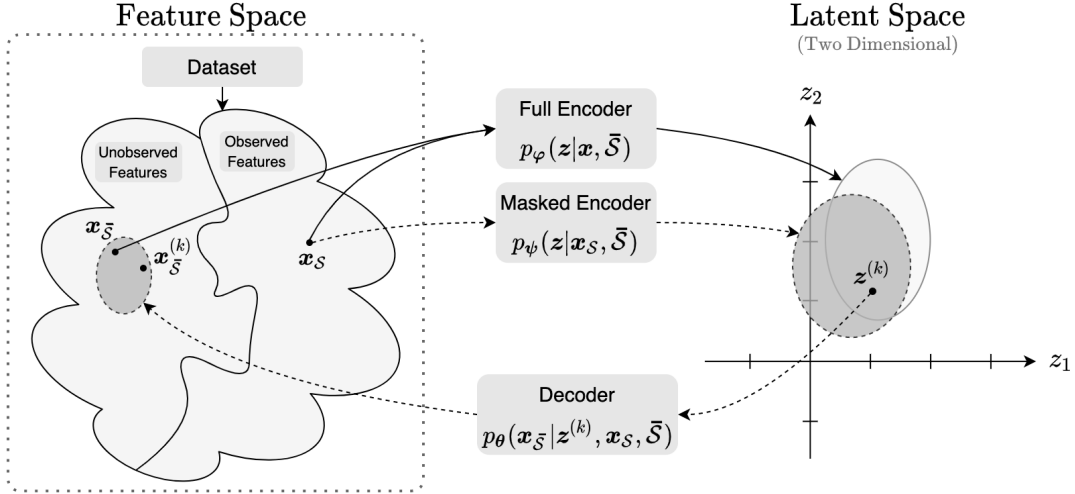 Feature Space
Latent Space
(Two Dimensional)
Dataset
Unobserved
Features
Observed
Features
Full Encoder
p_φ(z|x, S̄)
Masked Encoder
p_ψ(z|x_S, S̄)
Decoder
p_θ(x_S̄|z^(k), x_S, S̄)
x_S̄
x_S̄^(k)
x_S
z_2
z^(k)
z_1